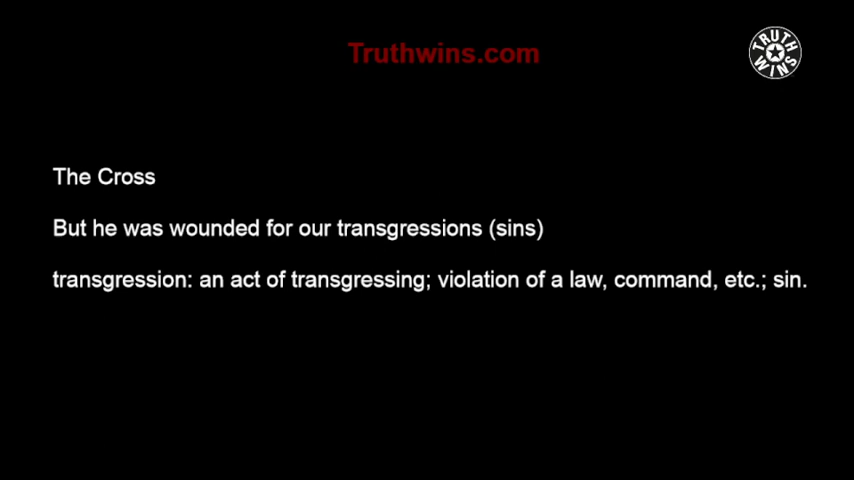 Truthwins.com
TRUTH WINS
The Cross
But he was wounded for our transgressions (sins)
transgression: an act of transgressing; violation of a law, command, etc.; sin.